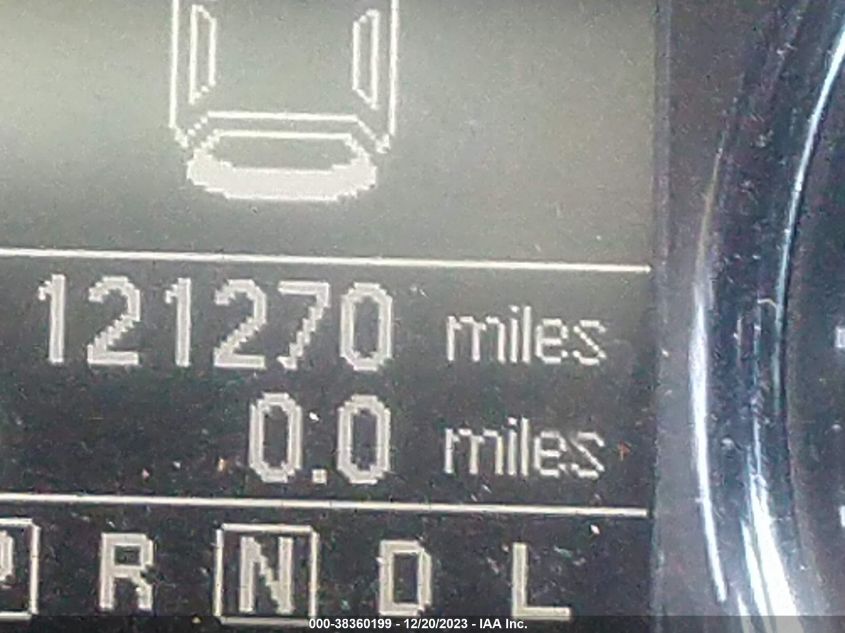 121270 miles
0.0 miles
P R N D L
000-38360199 - 12/20/2023 - IAA Inc.